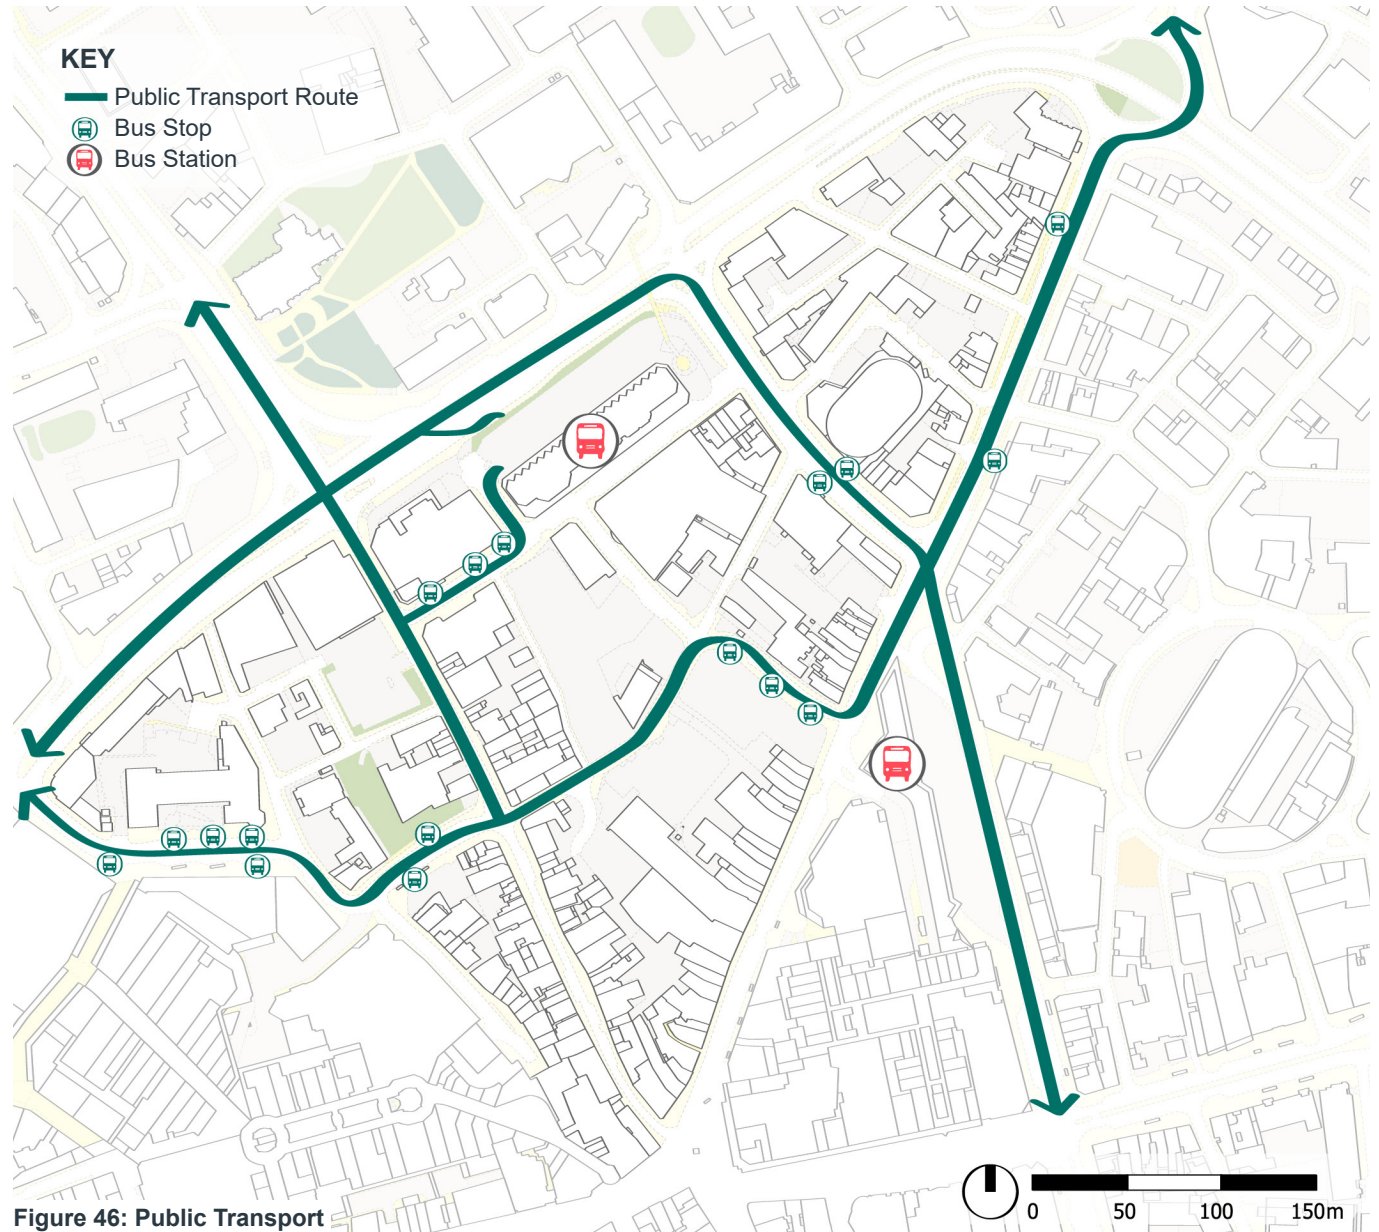 KEY
Public Transport Route
Bus Stop
Bus Station
0 50 100 150m
Figure 46: Public Transport